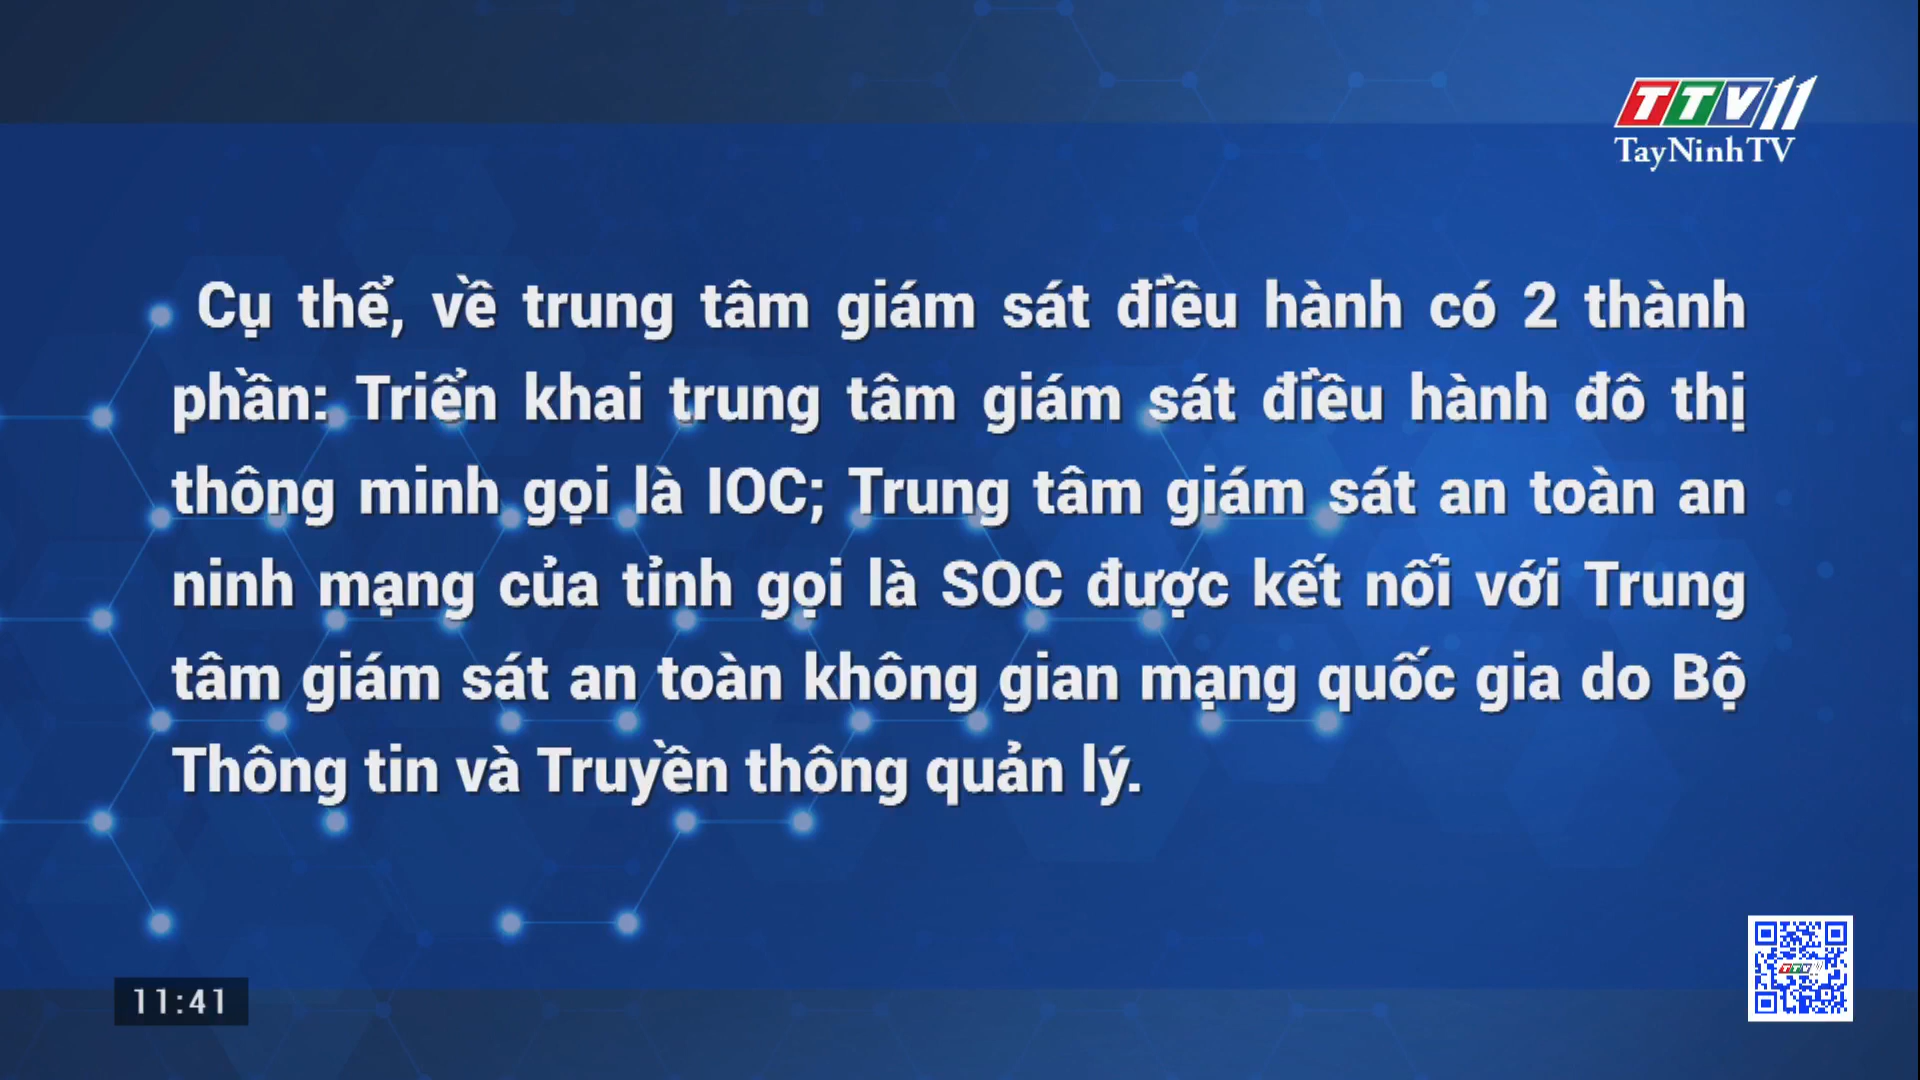 TTV11
TayNinhTV
Cụ thể, về trung tâm giám sát điều hành có 2 thành
phần: Triển khai trung tâm giám sát điều hành đô thị
thông minh gọi là IOC; Trung tâm giám sát an toàn an
ninh mạng của tỉnh gọi là SOC được kết nối với Trung
tâm giám sát an toàn không gian mạng quốc gia do Bộ
Thông tin và Truyền thông quản lý.
11:41
TTV11